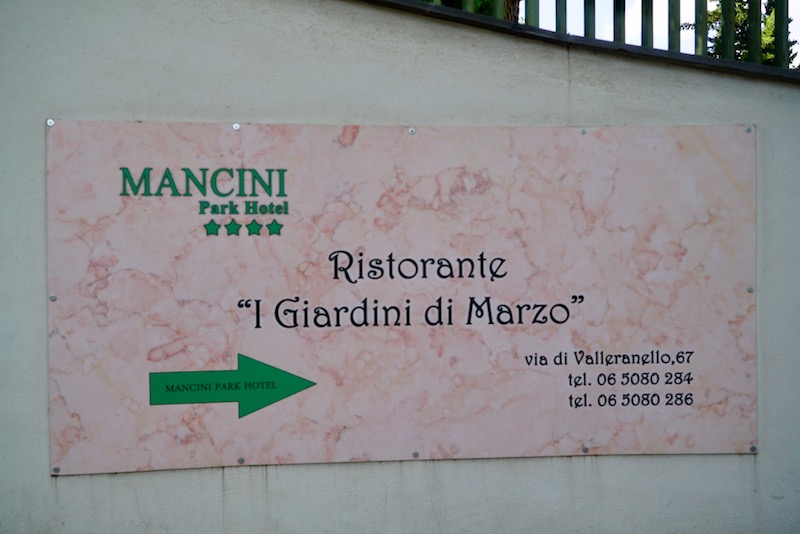 MANCINI
Park Hotel
Ristorante
“I Giardini di Marzo”
MANCINI PARK HOTEL
via di Valleranello,67
tel. 06 5080 284
tel. 06 5080 286